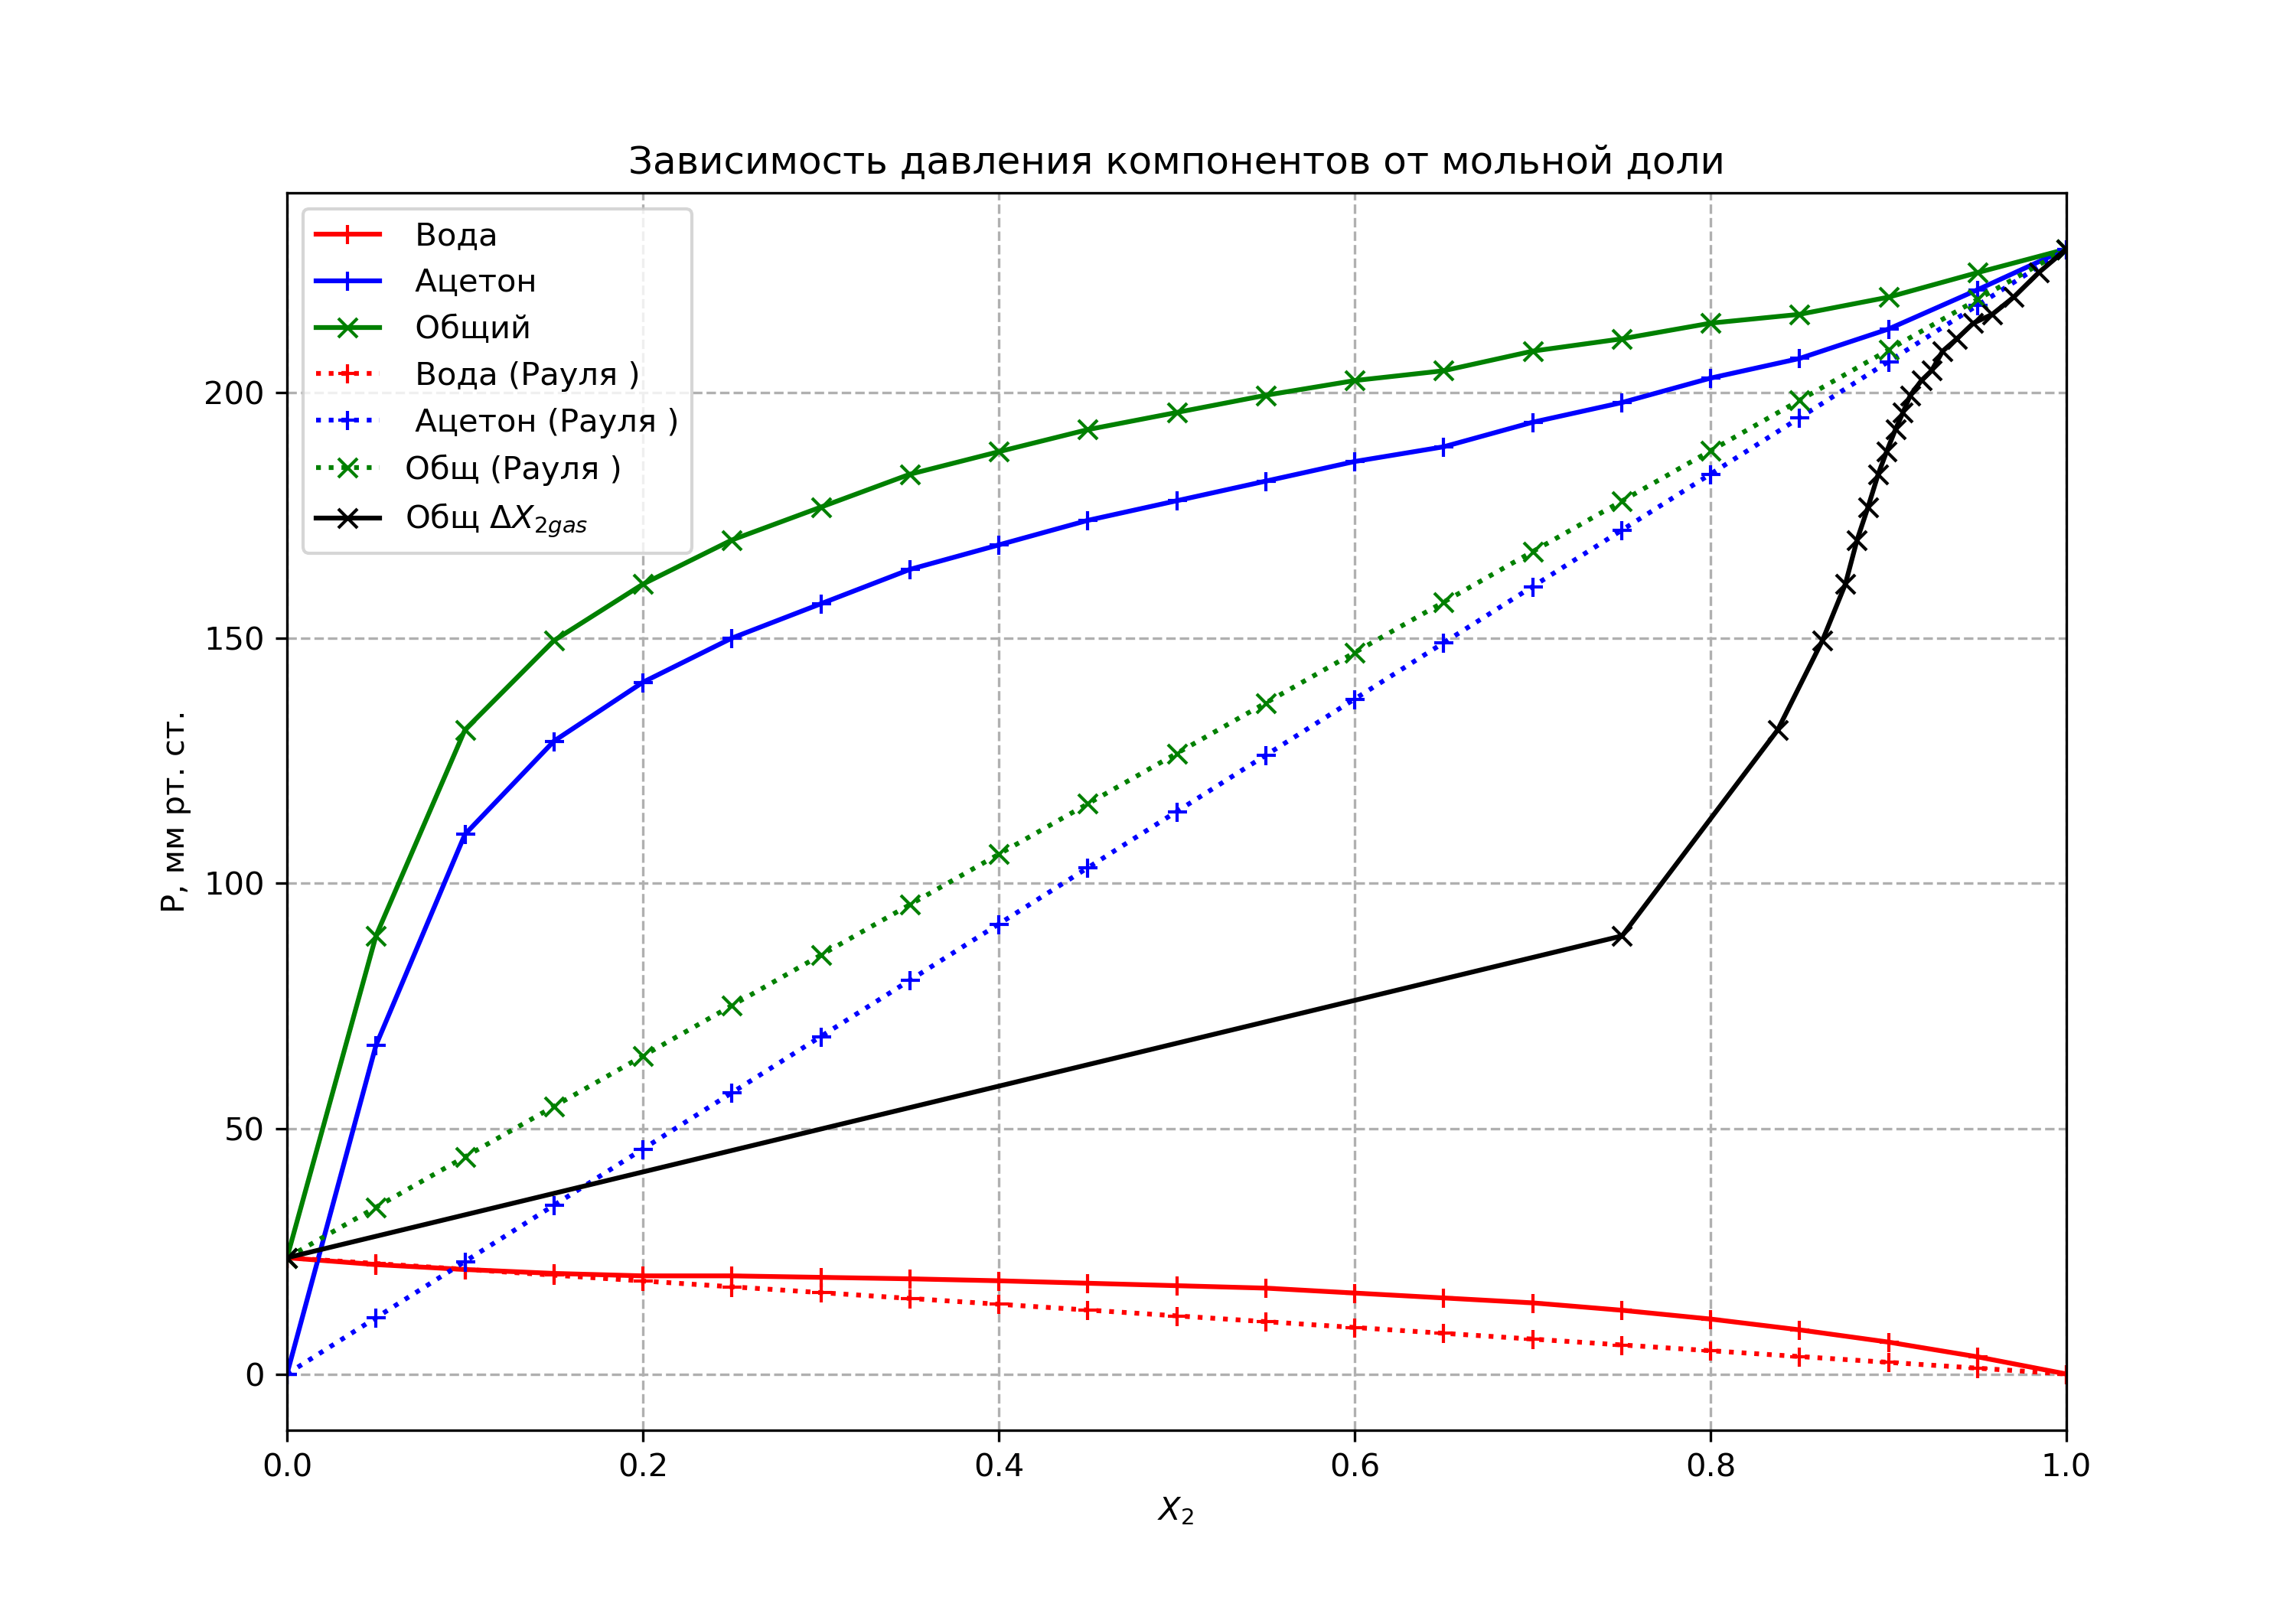 Зависимость давления компонентов от мольной доли
Вода
Ацетон
Общий
Вода (Рауля )
Ацетон (Рауля )
Общ (Рауля )
Общ ΔX₂gas
P, мм рт. ст.
200
150
100
50
0
0.0 0.2 0.4 0.6 0.8 1.0
X₂